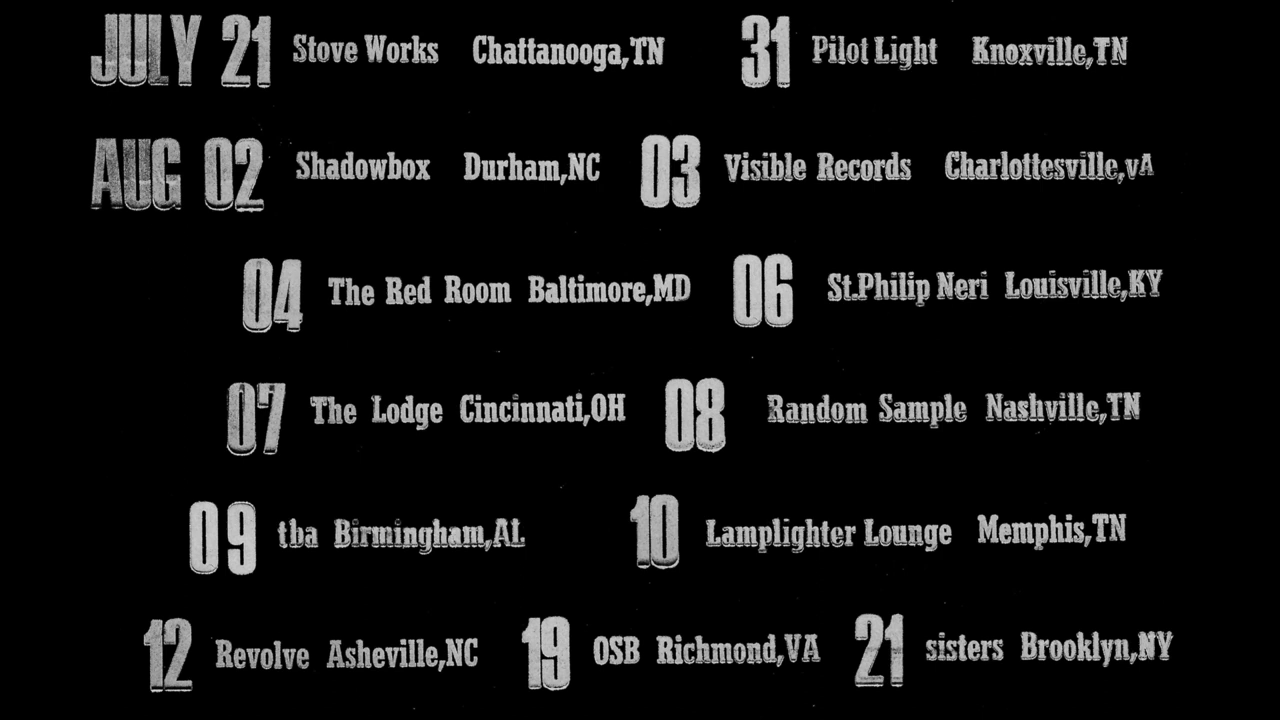 JULY 21 Stove Works Chattanooga,TN 31 Pilot Light Knoxville,TN
AUG 02 Shadowbox Durham,NC 03 Visible Records Charlottesville,vA
04 The Red Room Baltimore,MD 06 St.Philip Neri Louisville,KY
07 The Lodge Cincinnati,OH 08 Random Sample Nashville,TN
09 tba Birmingham,AL 10 Lamplighter Lounge Memphis,TN
12 Revolve Asheville,NC 19 OSB Richmond,VA 21 sisters Brooklyn,NY